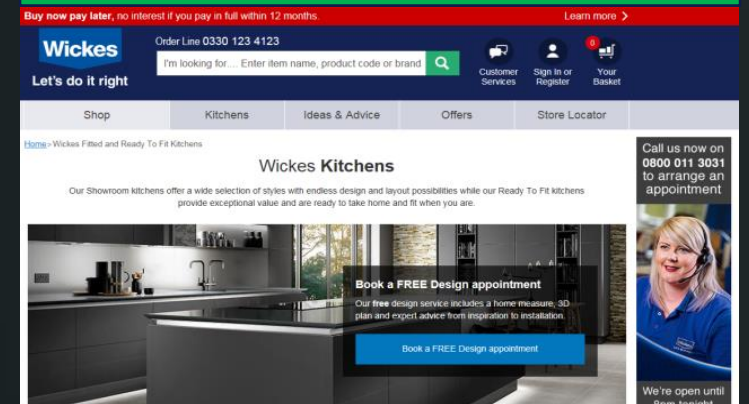 Buy now pay later, no interest if you pay in full within 12 months.
Learn more >
Wickes
Let's do it right
Order Line 0330 123 4123
I'm looking for… Enter item name, product code or brand
0
Customer Services
Sign In or Register
Your Basket
Shop
Kitchens
Ideas & Advice
Offers
Store Locator
Home > Wickes Fitted and Ready To Fit Kitchens
Wickes Kitchens
Our Showroom kitchens offer a wide selection of styles with endless design and layout possibilities while our Ready To Fit kitchens
provide exceptional value and are ready to take home and fit when you are.
Book a FREE Design appointment
Our free design service includes a home measure, 3D
plan and expert advice from inspiration to installation.
Book a FREE Design appointment
Call us now on
0800 011 3031
to arrange an
appointment
We're open until
8pm tonight